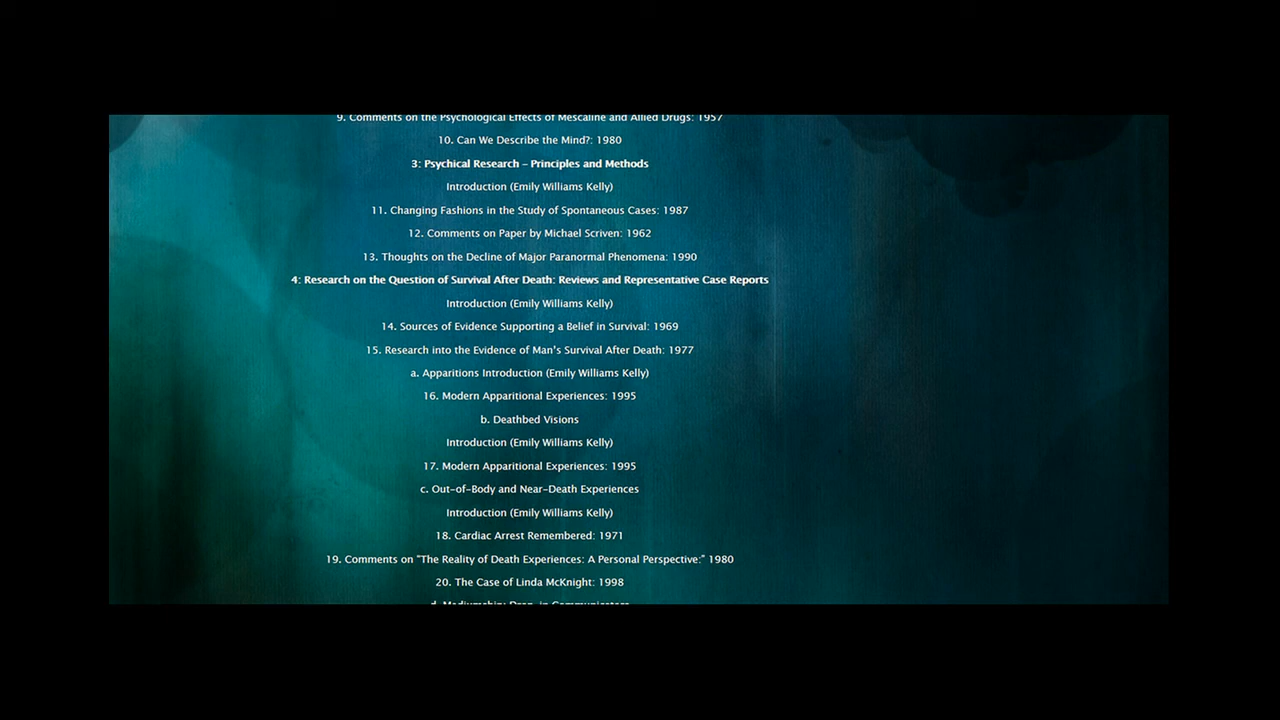 9. Comments on the Psychological Effects of Mescaline and Allied Drugs: 1957
10. Can We Describe the Mind?: 1980
3: Psychical Research – Principles and Methods
Introduction (Emily Williams Kelly)
11. Changing Fashions in the Study of Spontaneous Cases: 1987
12. Comments on Paper by Michael Scriven: 1962
13. Thoughts on the Decline of Major Paranormal Phenomena: 1990
4: Research on the Question of Survival After Death: Reviews and Representative Case Reports
Introduction (Emily Williams Kelly)
14. Sources of Evidence Supporting a Belief in Survival: 1969
15. Research into the Evidence of Man’s Survival After Death: 1977
a. Apparitions Introduction (Emily Williams Kelly)
16. Modern Apparitional Experiences: 1995
b. Deathbed Visions
Introduction (Emily Williams Kelly)
17. Modern Apparitional Experiences: 1995
c. Out-of-Body and Near-Death Experiences
Introduction (Emily Williams Kelly)
18. Cardiac Arrest Remembered: 1971
19. Comments on “The Reality of Death Experiences: A Personal Perspective:” 1980
20. The Case of Linda McKnight: 1998
d. Mediumship: Drop-in Communicators